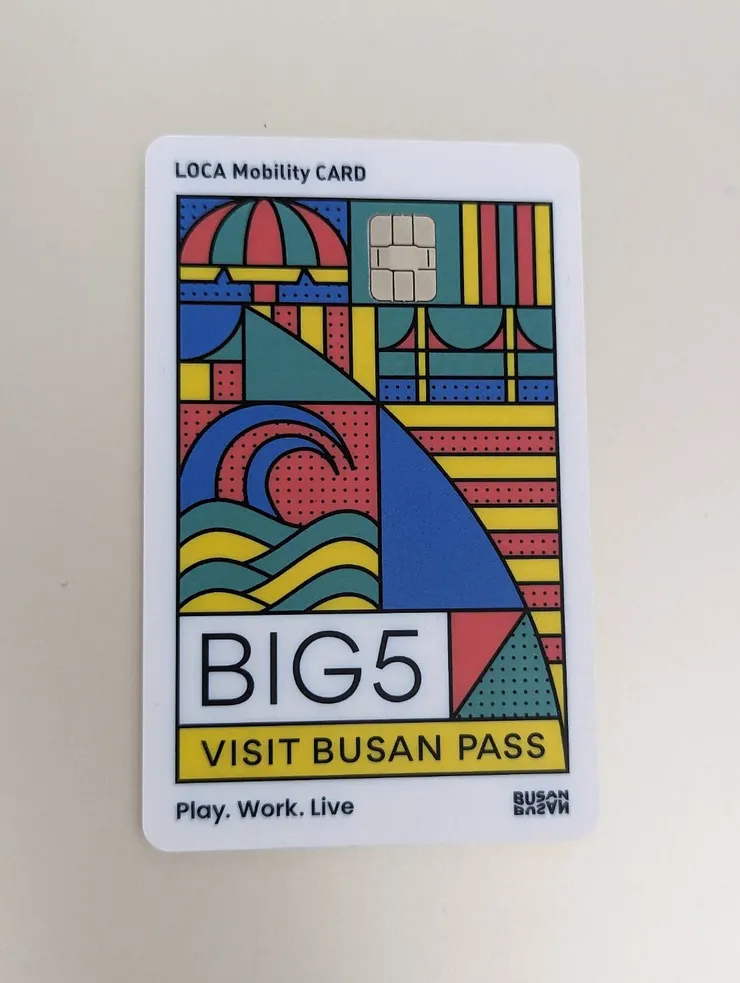 LOCA Mobility CARD
BIG5
VISIT BUSAN PASS
Play. Work. Live
BUSAN
BUSAN